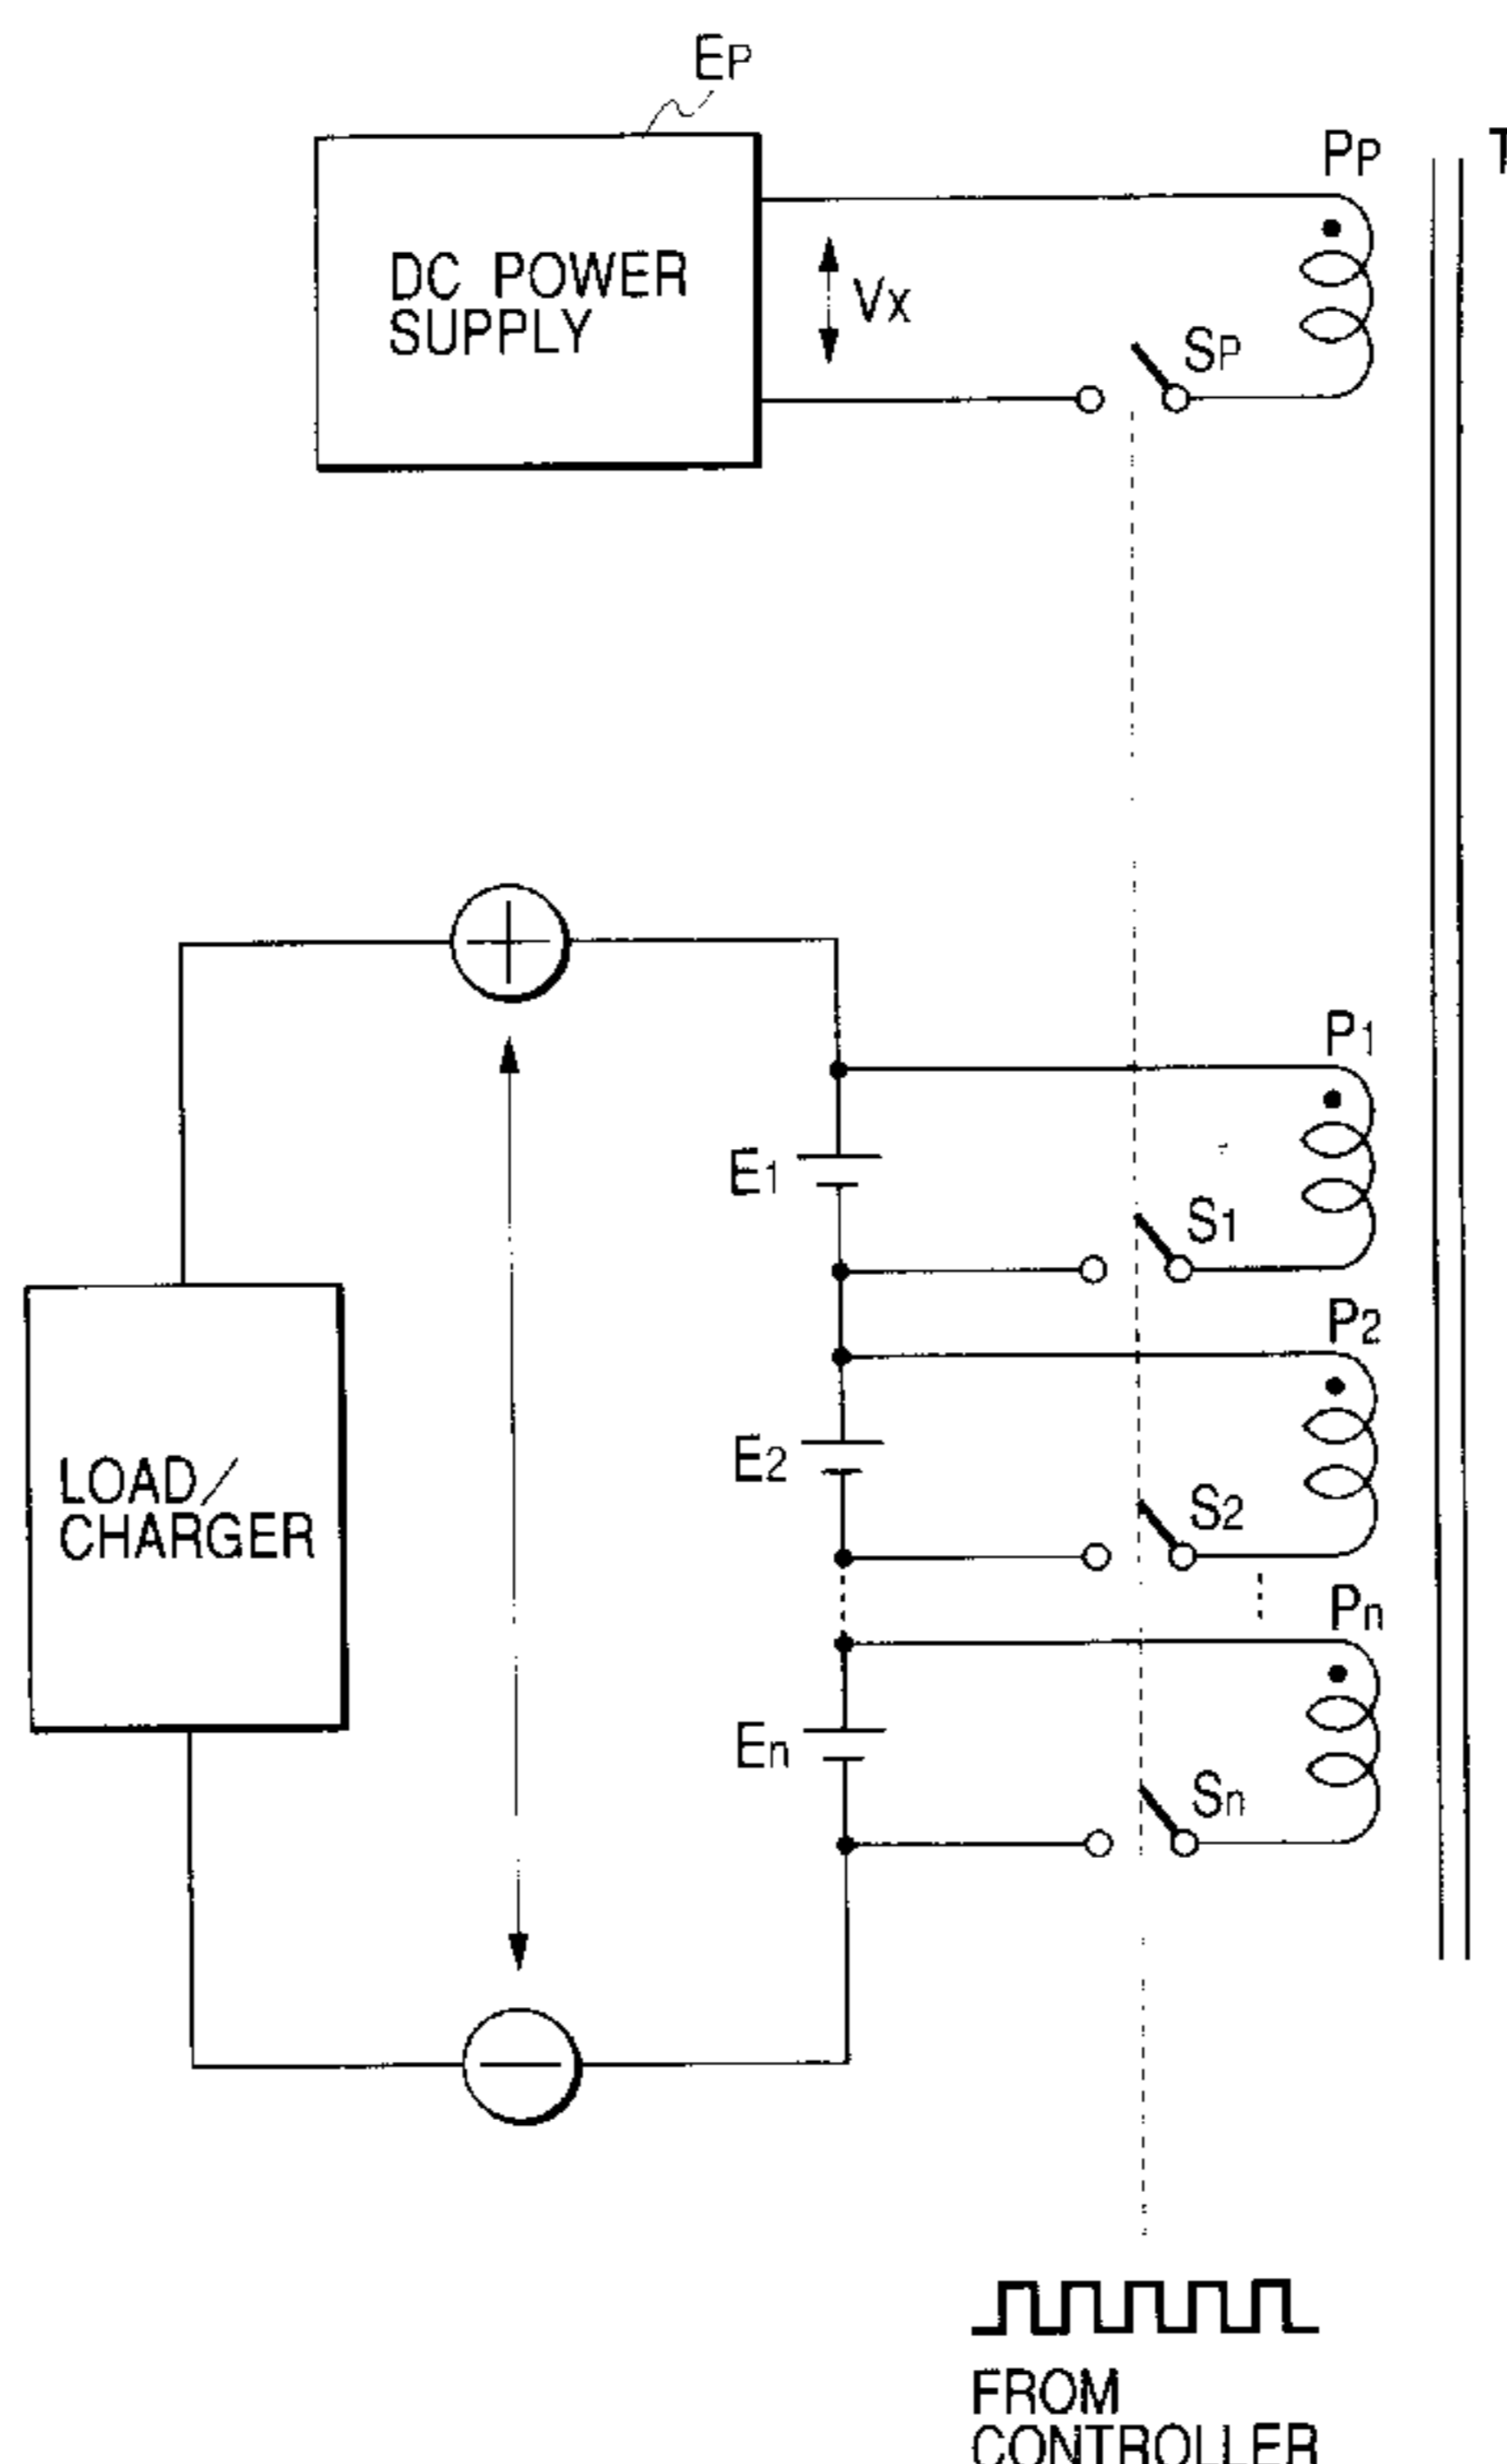 EP
PP
T
DC POWER
SUPPLY
VX
SP
+
P1
E1
S1
P2
E2
S2
LOAD/
CHARGER
Pn
En
Sn
−
FROM
CONTROLLER